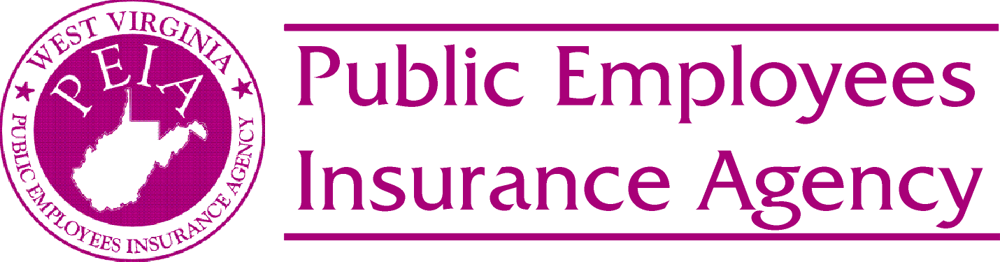 WEST VIRGINIA
PEIA
PUBLIC EMPLOYEES INSURANCE AGENCY
Public Employees
Insurance Agency